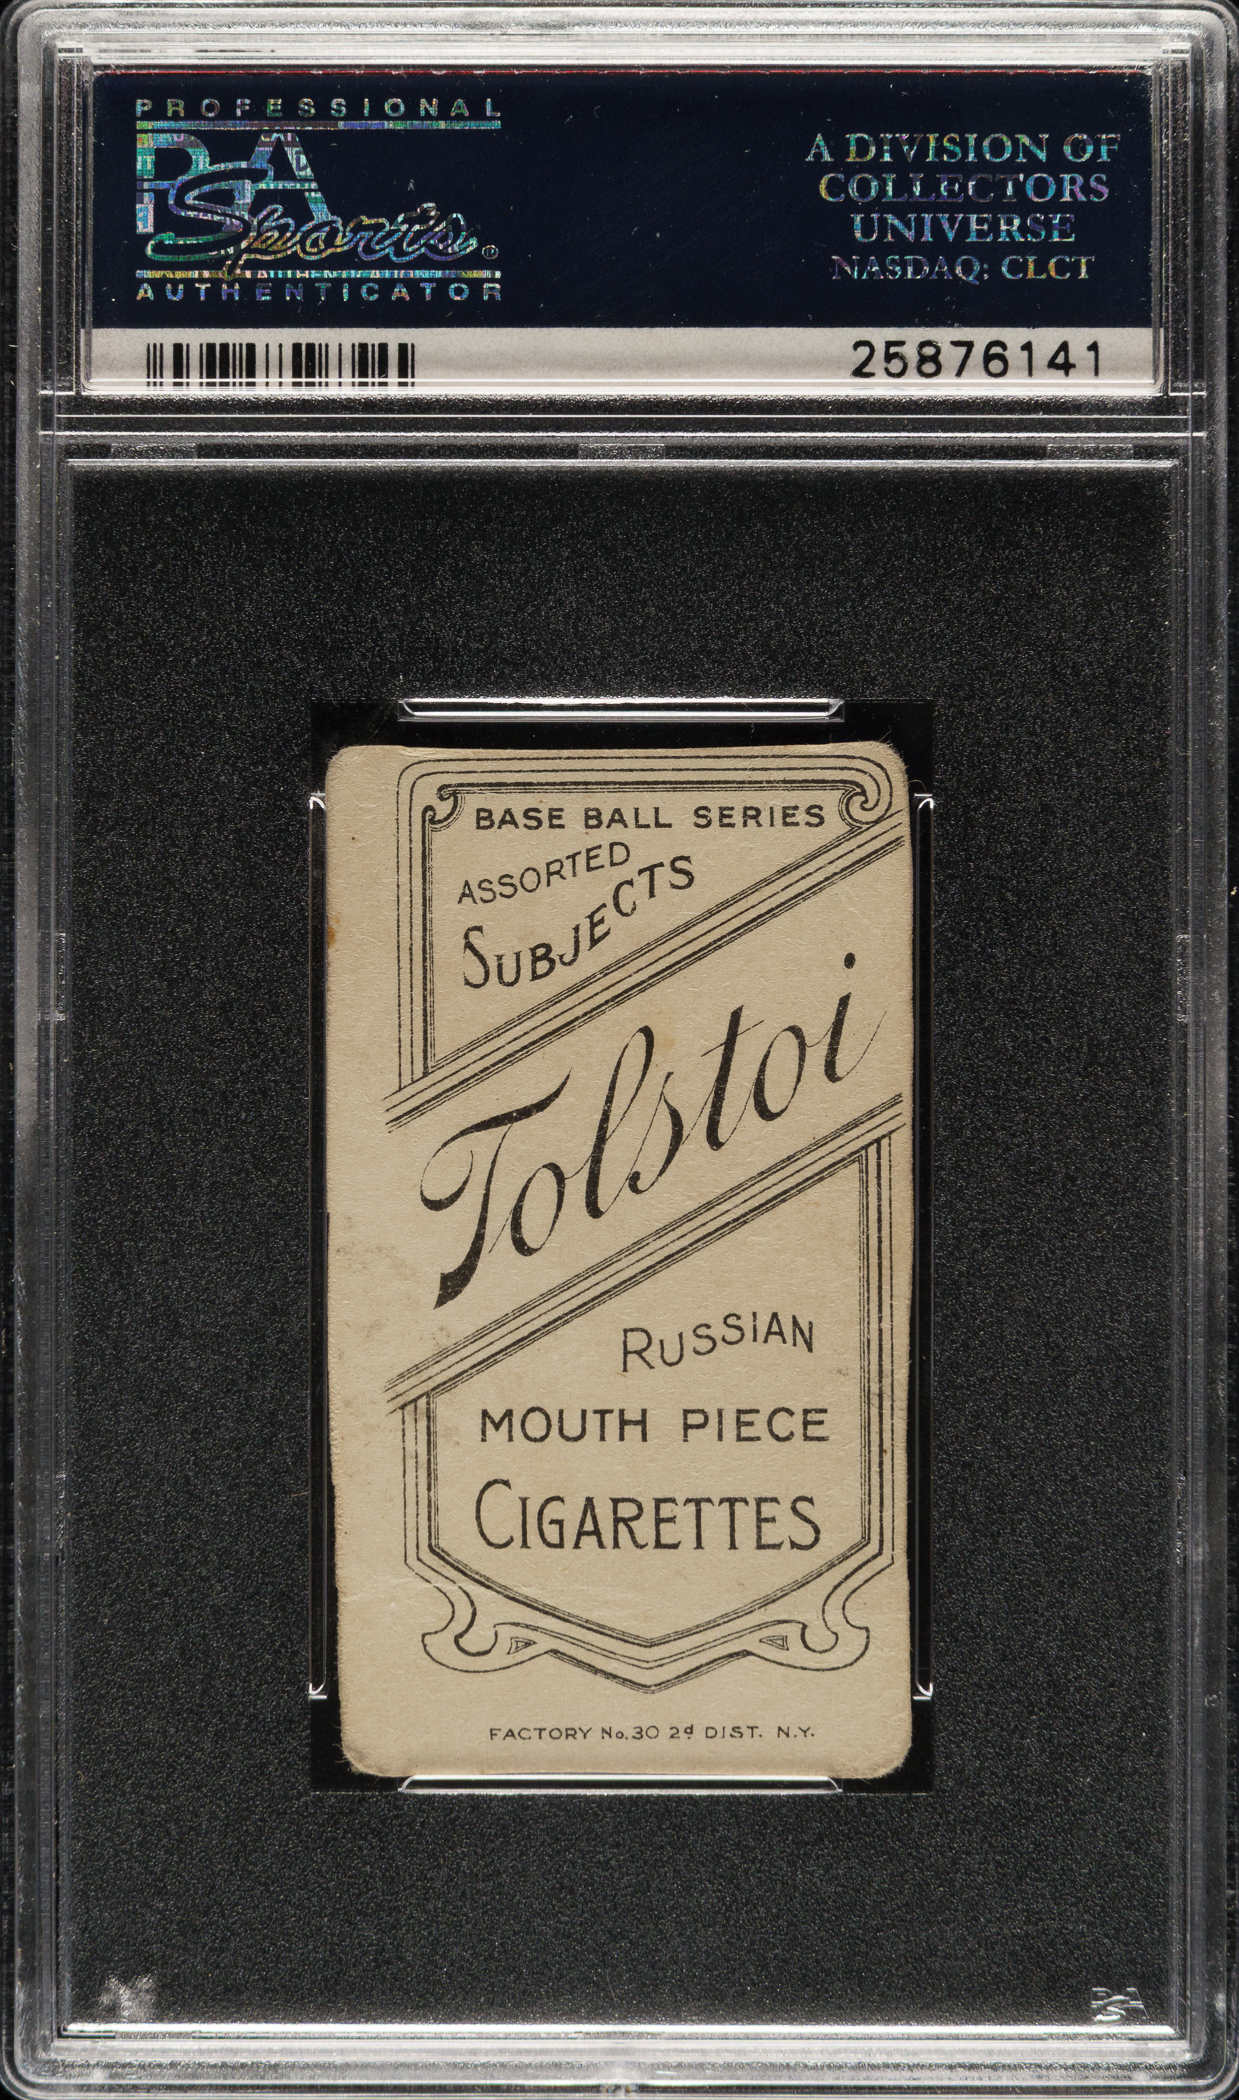 PROFESSIONAL
PSA
Sports®
AUTHENTICATOR
A DIVISION OF
COLLECTORS
UNIVERSE
NASDAQ: CLCT
25876141
BASE BALL SERIES
ASSORTED
SUBJECTS
Tolstoi
RUSSIAN
MOUTH PIECE
CIGARETTES
FACTORY No. 30 2d DIST. N.Y.
PSA